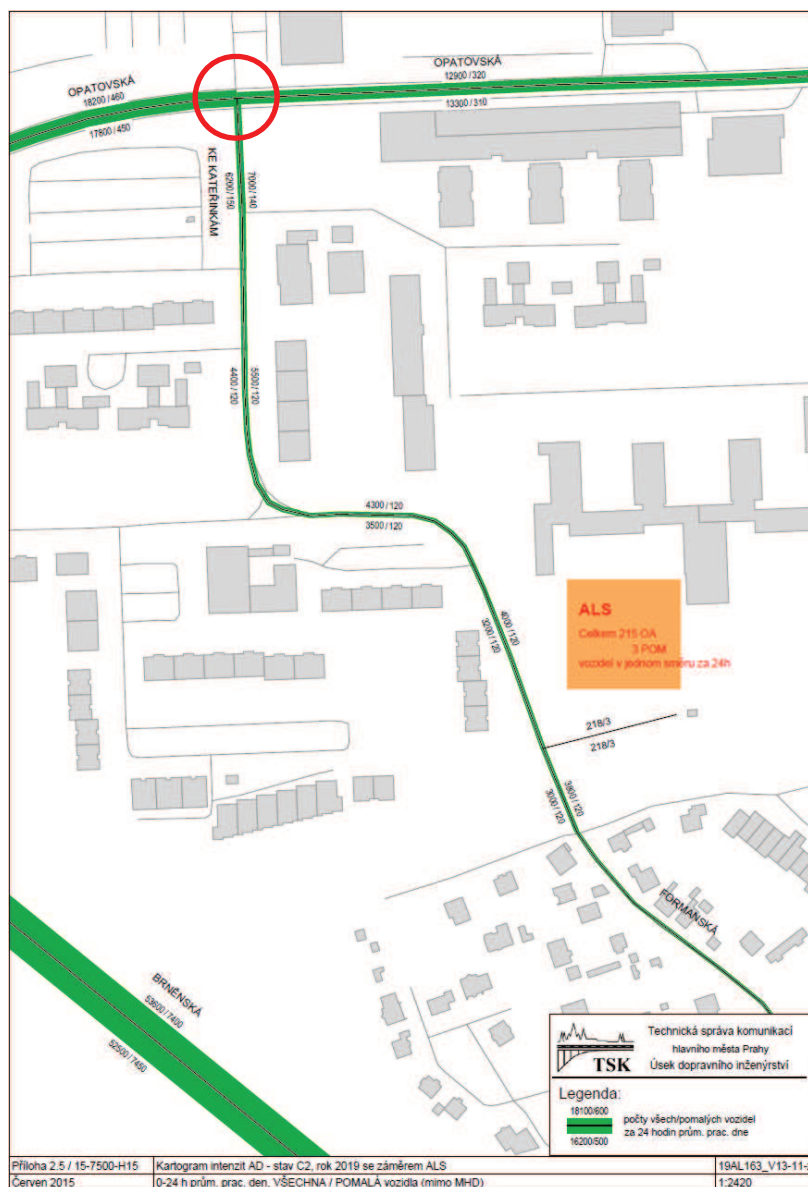 OPATOVSKÁ
12900/320
13300/310
OPATOVSKÁ
18200/460
17800/450
KE KATEŘINKÁM
6200/150
7000/140
4400/120
5500/120
4300/120
3500/120
ALS
Celkem 215 OA
3 POM
vozidel v jednom směru za 24h
3200/120
4000/120
218/3
218/3
3000/120
3800/120
FORMANSKÁ
BRNĚNSKÁ
53600/7400
52500/7450
TSK
Technická správa komunikací
hlavního města Prahy
Úsek dopravního inženýrství
Legenda:
18100/600
16200/500
počty všech/pomalých vozidel
za 24 hodin prům. prac. dne
Příloha 2.5 / 15-7500-H15
Kartogram intenzit AD - stav C2, rok 2019 se záměrem ALS
19AL163_V13-11-
Červen 2015
0-24 h prům. prac. den, VŠECHNA / POMALÁ vozidla (mimo MHD)
1:2420